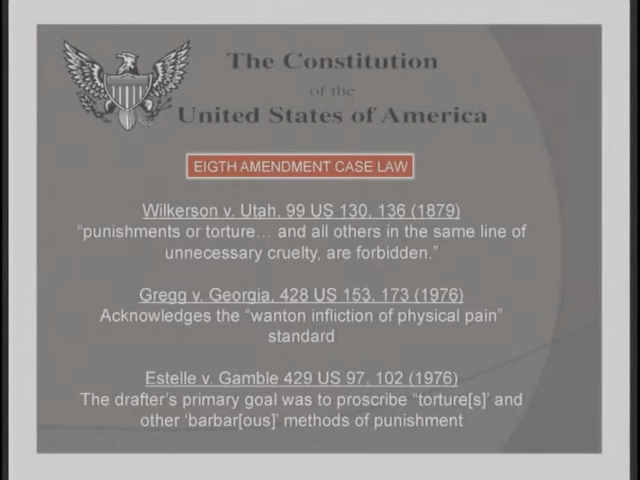 The Constitution
of the
United States of America
EIGTH AMENDMENT CASE LAW
Wilkerson v. Utah, 99 US 130, 136 (1879)
“punishments or torture… and all others in the same line of
unnecessary cruelty, are forbidden.”
Gregg v. Georgia, 428 US 153, 173 (1976)
Acknowledges the “wanton infliction of physical pain”
standard
Estelle v. Gamble 429 US 97, 102 (1976)
The drafter’s primary goal was to proscribe “torture[s]’ and
other ‘barbar[ous]’ methods of punishment